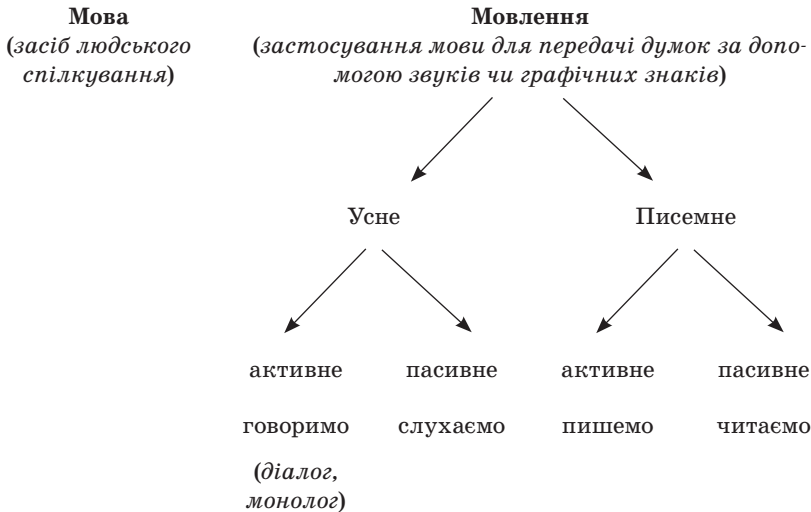 Мова
(засіб людського
спілкування)
Мовлення
(застосування мови для передачі думок за допо-
могою звуків чи графічних знаків)
Усне
Писемне
активне
пасивне
активне
пасивне
говоримо
слухаємо
пишемо
читаємо
(діалог,
монолог)